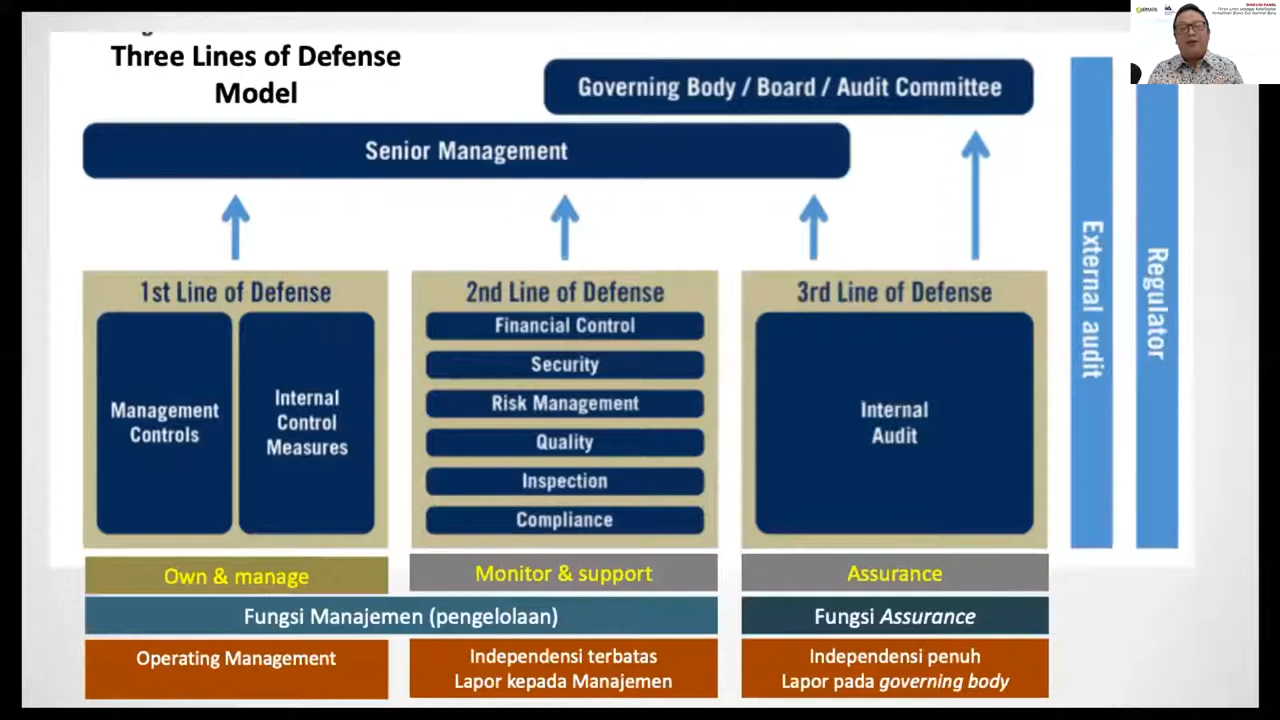 Three Lines of Defense
Model
Governing Body / Board / Audit Committee
Senior Management
External audit
Regulator
1st Line of Defense
Management
Controls
Internal
Control
Measures
2nd Line of Defense
Financial Control
Security
Risk Management
Quality
Inspection
Compliance
3rd Line of Defense
Internal
Audit
Own & manage
Monitor & support
Assurance
Fungsi Manajemen (pengelolaan)
Fungsi Assurance
Operating Management
Independensi terbatas
Lapor kepada Manajemen
Independensi penuh
Lapor pada governing body
DISKUSI PANEL